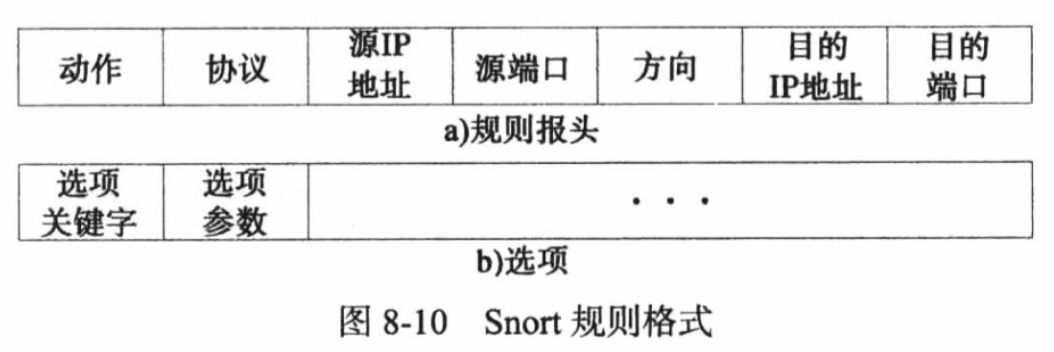 动作 协议 源IP地址 源端口 方向 目的IP地址 目的端口
a)规则报头
选项关键字 选项参数 ···
b)选项
图 8-10 Snort 规则格式